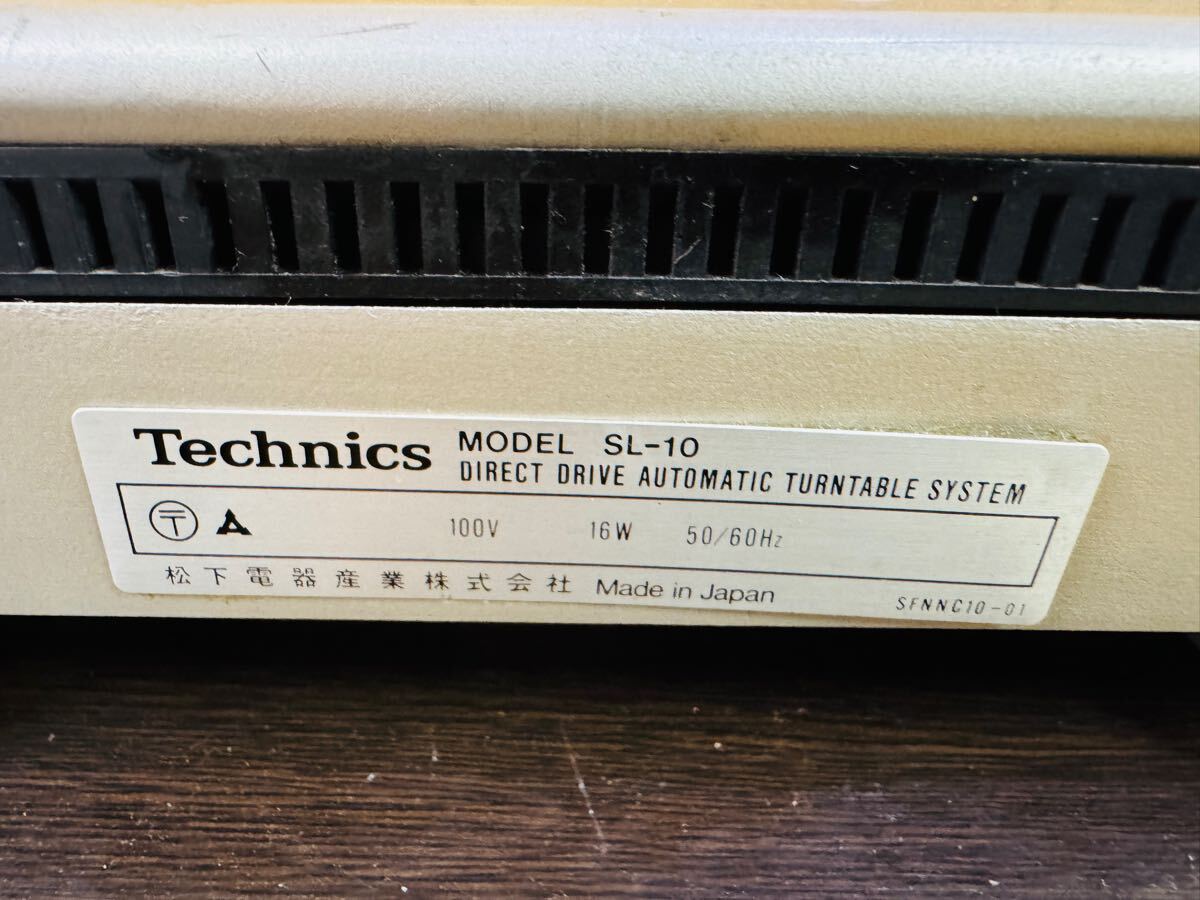 Technics MODEL SL-10
DIRECT DRIVE AUTOMATIC TURNTABLE SYSTEM
〒 100V 16W 50/60Hz
松下電器産業株式会社 Made in Japan
SFNNC10-01